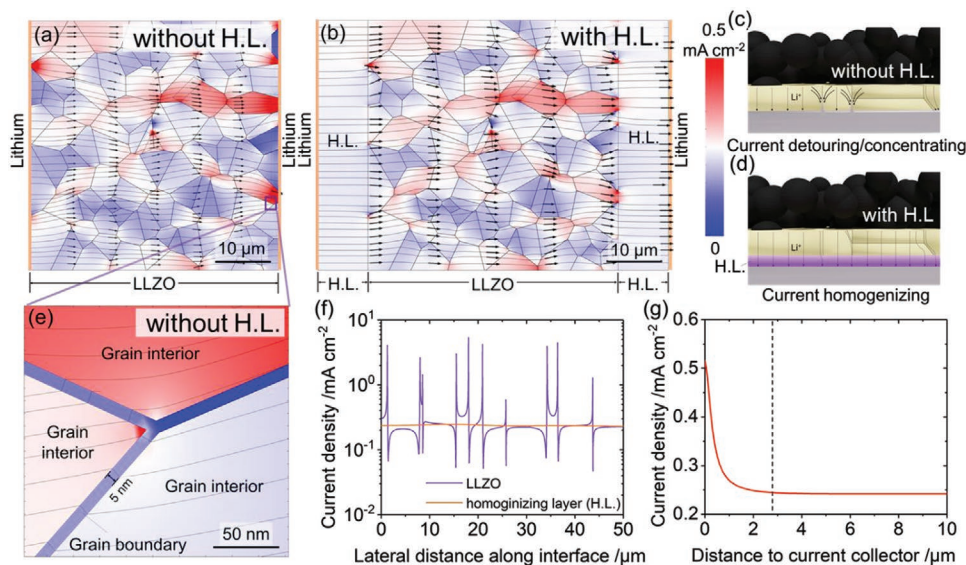 (a)
without H.L.
Lithium
Lithium
10 μm
LLZO
(b)
with H.L.
Lithium
H.L.
H.L.
Lithium
10 μm
H.L.
LLZO
H.L.
0.5
mA cm⁻²
0
(c)
without H.L.
Li⁺
Current detouring/concentrating
(d)
with H.L
Li⁺
H.L.
Current homogenizing
(e)
without H.L.
Grain interior
Grain
interior
Grain interior
5 nm
Grain boundary
50 nm
(f)
Current density /mA cm⁻²
10¹
10⁰
10⁻¹
10⁻²
LLZO
homoginizing layer (H.L.)
0 10 20 30 40 50
Lateral distance along interface /μm
(g)
Current density /mA cm⁻²
0.6
0.5
0.4
0.3
0.2
0 2 4 6 8 10
Distance to current collector /μm